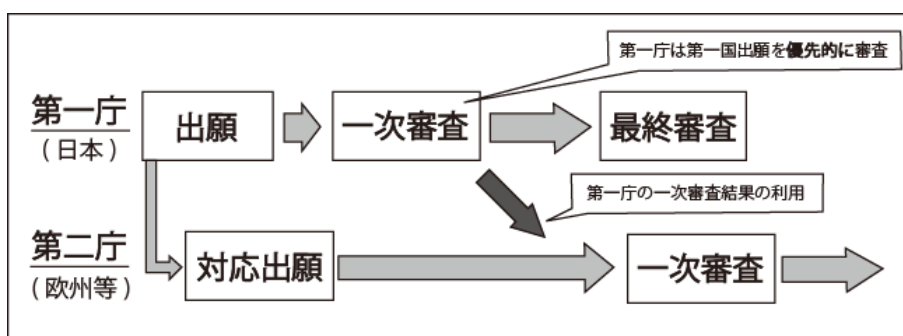 第一庁は第一国出願を優先的に審査
第一庁
(日本)
出願
一次審査
最終審査
第一庁の一次審査結果の利用
第二庁
(欧州等)
対応出願
一次審査